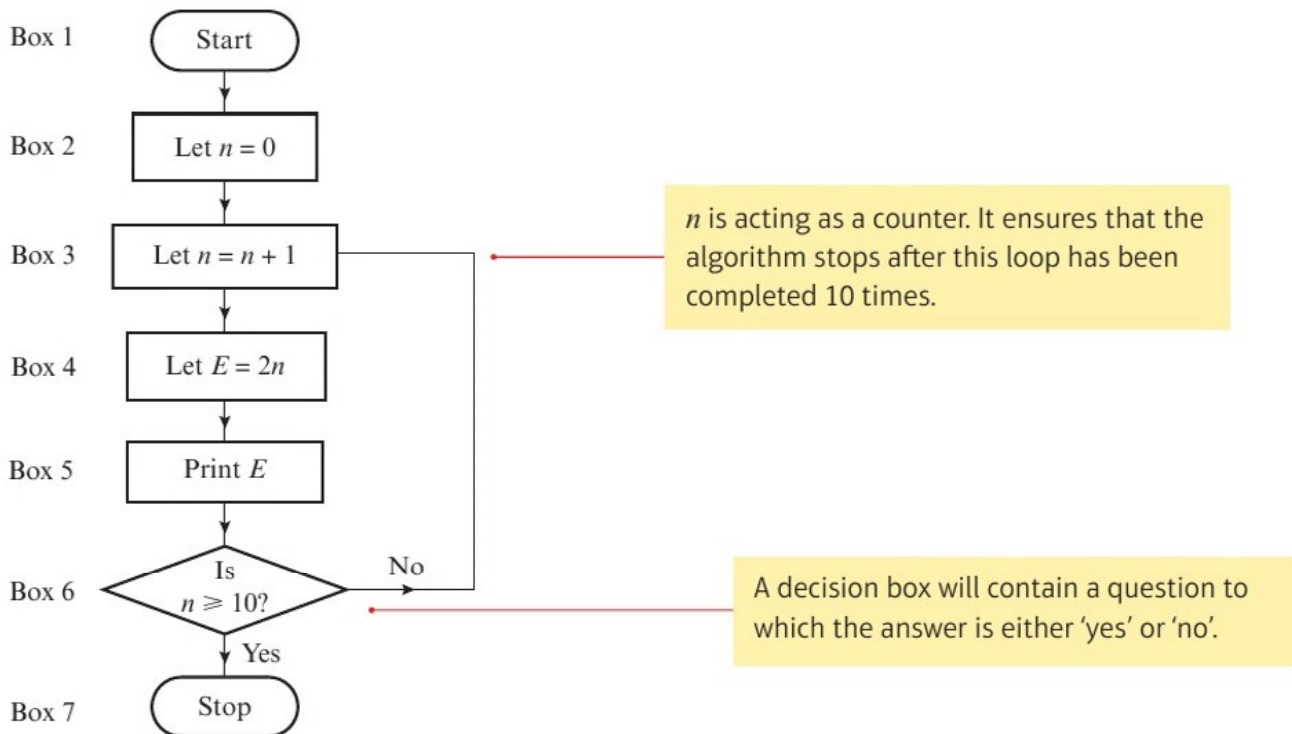 Box 1
Start
Box 2
Let n = 0
Box 3
Let n = n + 1
n is acting as a counter. It ensures that the
algorithm stops after this loop has been
completed 10 times.
Box 4
Let E = 2n
Box 5
Print E
Box 6
Is
n ⩾ 10?
No
A decision box will contain a question to
which the answer is either ‘yes’ or ‘no’.
Yes
Box 7
Stop